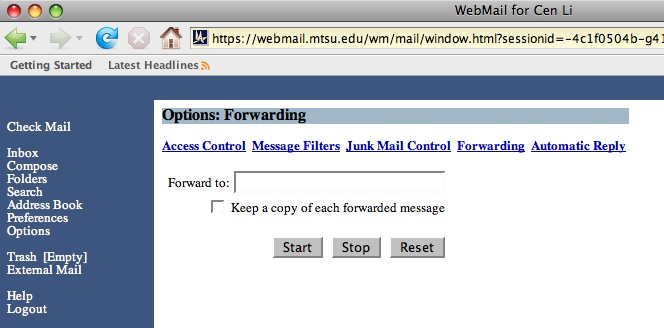 WebMail for Cen Li
https://webmail.mtsu.edu/wm/mail/window.html?sessionid=-4c1f0504b-g41
Getting Started Latest Headlines
Options: Forwarding
Access Control Message Filters Junk Mail Control Forwarding Automatic Reply
Check Mail
Inbox
Compose
Folders
Search
Address Book
Preferences
Options
Trash [Empty]
External Mail
Help
Logout
Forward to:
Keep a copy of each forwarded message
Start Stop Reset